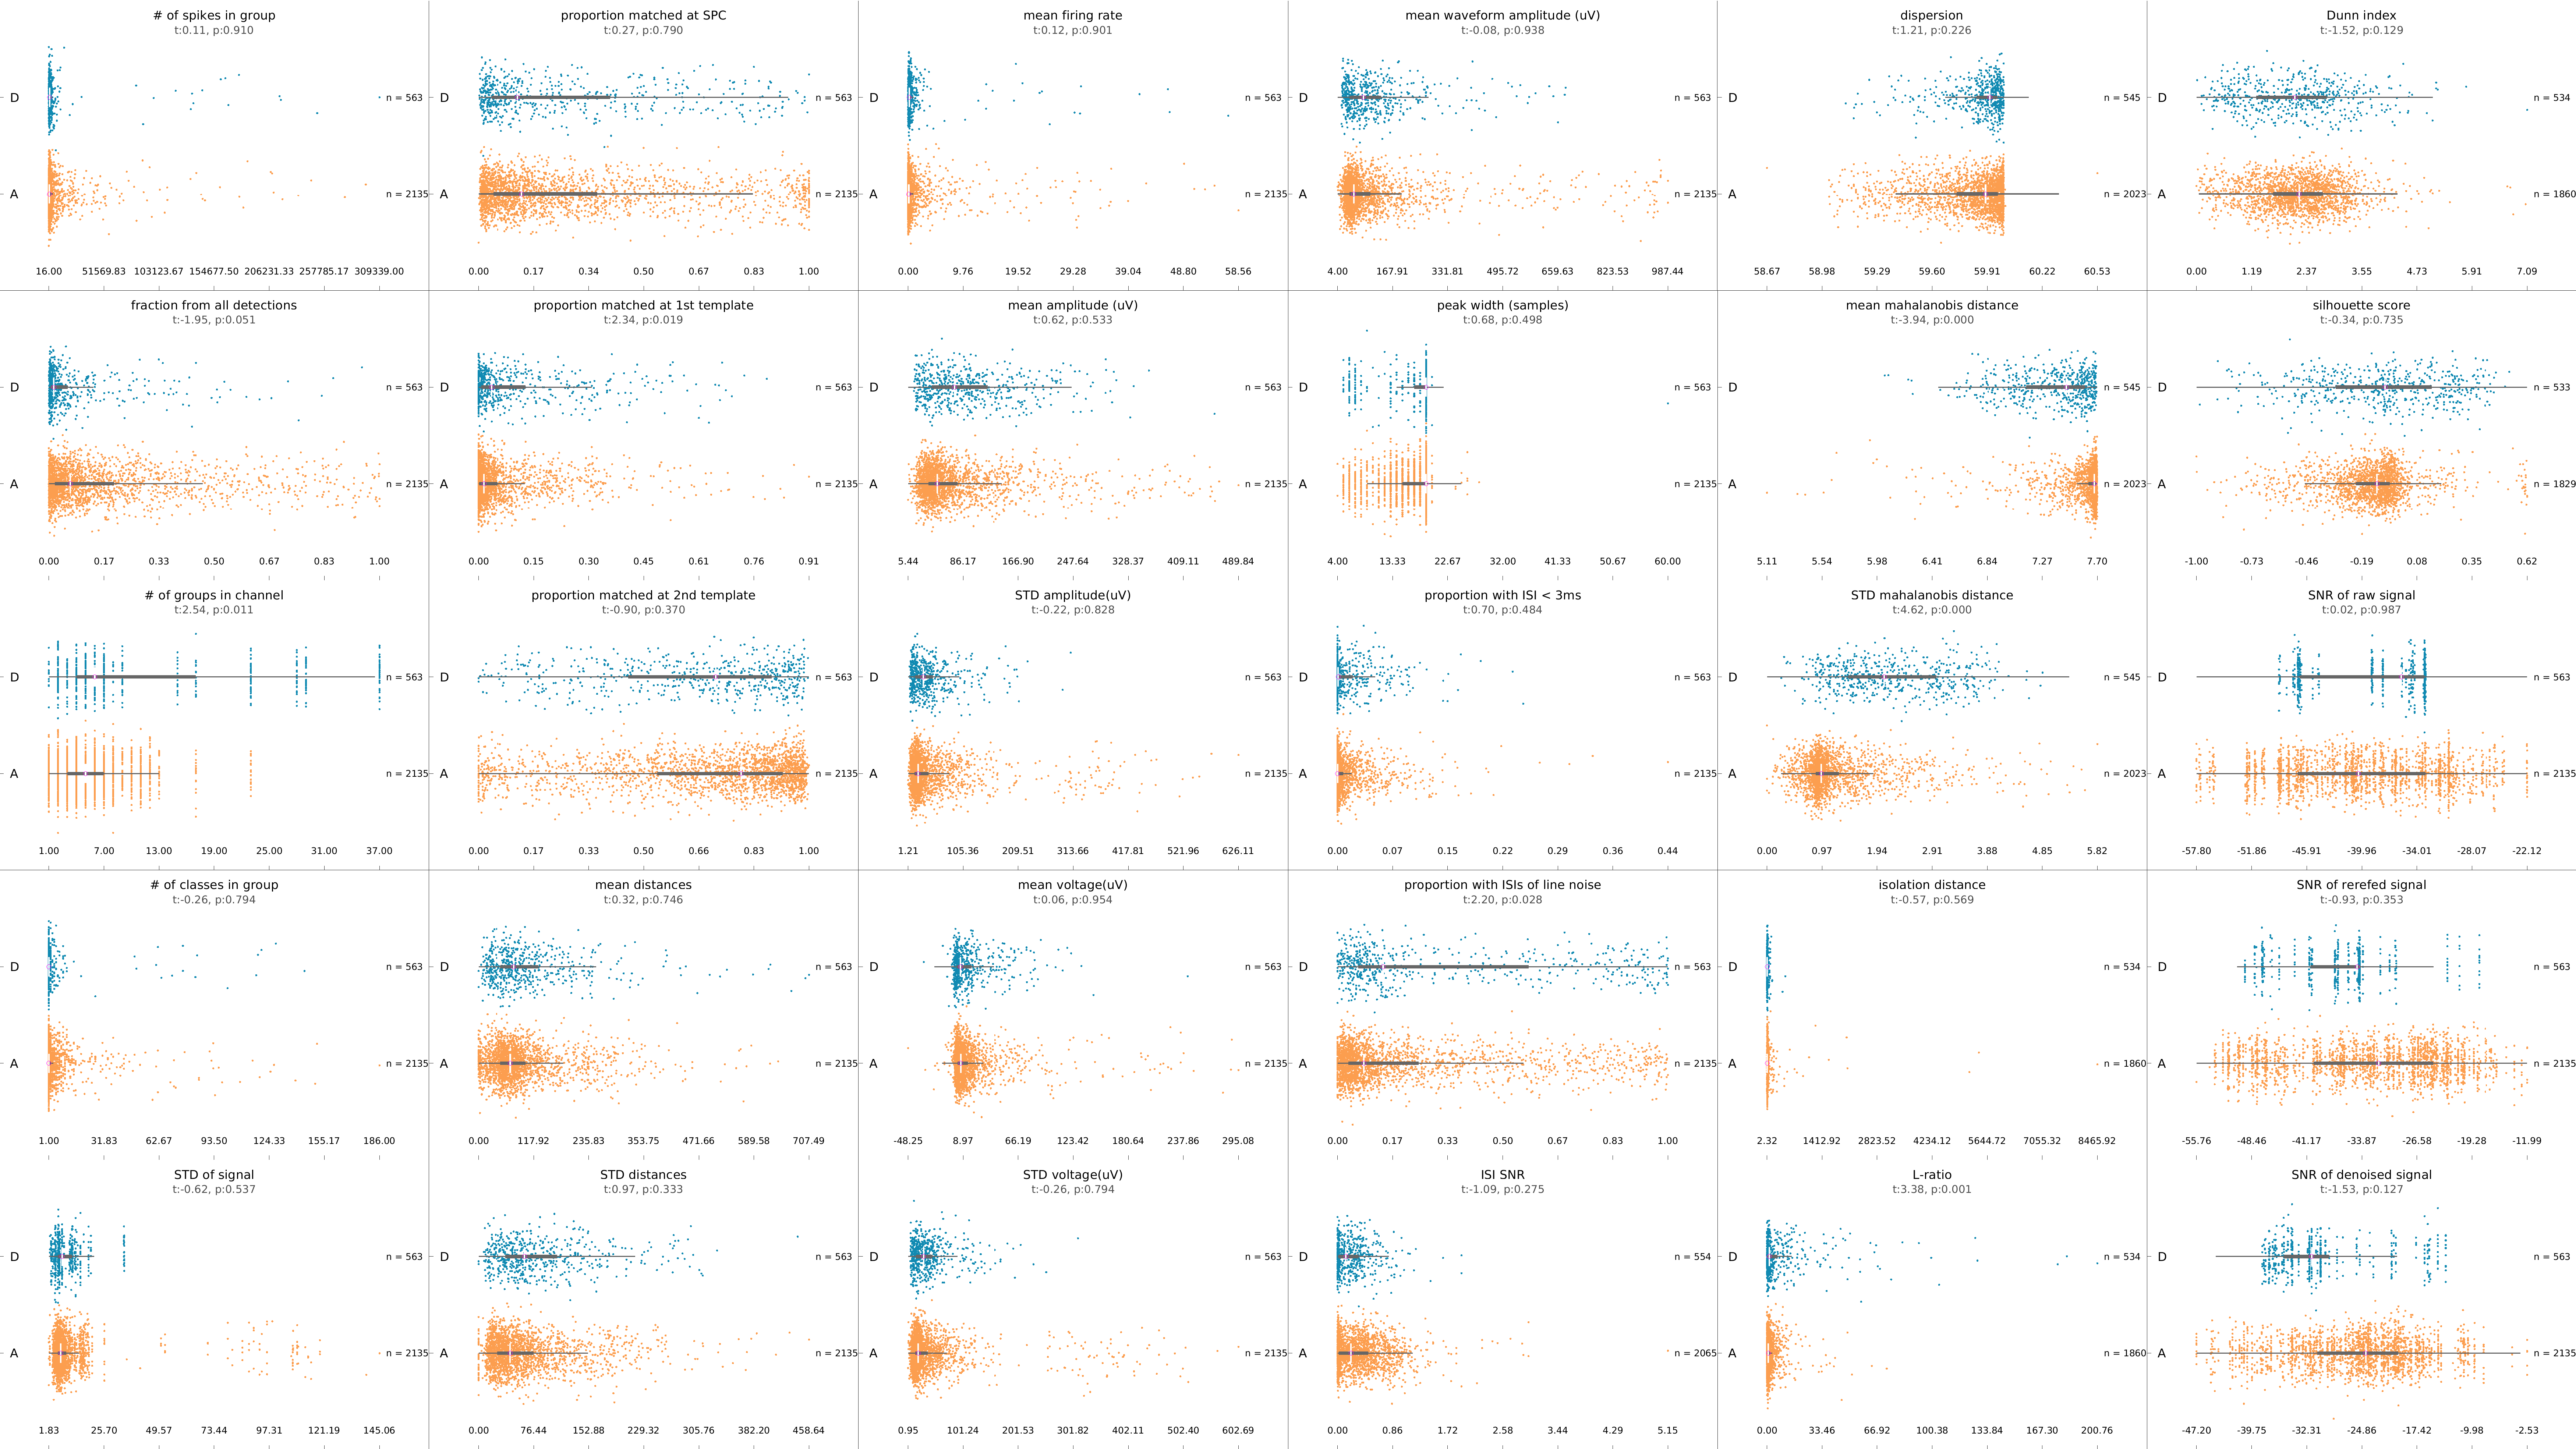 # of spikes in group
t:0.11, p:0.910
D
n = 563
A
n = 2135
16.00 51569.83 103123.67 154677.50 206231.33 257785.17 309339.00
proportion matched at SPC
t:0.27, p:0.790
D
n = 563
A
n = 2135
0.00 0.17 0.34 0.50 0.67 0.83 1.00
mean firing rate
t:0.12, p:0.901
D
n = 563
A
n = 2135
0.00 9.76 19.52 29.28 39.04 48.80 58.56
mean waveform amplitude (uV)
t:-0.08, p:0.938
D
n = 563
A
n = 2135
4.00 167.91 331.81 495.72 659.63 823.53 987.44
dispersion
t:1.21, p:0.226
D
n = 545
A
n = 2023
58.67 58.98 59.29 59.60 59.91 60.22 60.53
Dunn index
t:-1.52, p:0.129
D
n = 534
A
n = 1860
0.00 1.19 2.37 3.55 4.73 5.91 7.09
fraction from all detections
t:-1.95, p:0.051
D
n = 563
A
n = 2135
0.00 0.17 0.33 0.50 0.67 0.83 1.00
proportion matched at 1st template
t:2.34, p:0.019
D
n = 563
A
n = 2135
0.00 0.15 0.30 0.45 0.61 0.76 0.91
mean amplitude (uV)
t:0.62, p:0.533
D
n = 563
A
n = 2135
5.44 86.17 166.90 247.64 328.37 409.11 489.84
peak width (samples)
t:0.68, p:0.498
D
n = 563
A
n = 2135
4.00 13.33 22.67 32.00 41.33 50.67 60.00
mean mahalanobis distance
t:-3.94, p:0.000
D
n = 545
A
n = 2023
5.11 5.54 5.98 6.41 6.84 7.27 7.70
silhouette score
t:-0.34, p:0.735
D
n = 533
A
n = 1829
-1.00 -0.73 -0.46 -0.19 0.08 0.35 0.62
# of groups in channel
t:2.54, p:0.011
D
n = 563
A
n = 2135
1.00 7.00 13.00 19.00 25.00 31.00 37.00
proportion matched at 2nd template
t:-0.90, p:0.370
D
n = 563
A
n = 2135
0.00 0.17 0.33 0.50 0.66 0.83 1.00
STD amplitude(uV)
t:-0.22, p:0.828
D
n = 563
A
n = 2135
1.21 105.36 209.51 313.66 417.81 521.96 626.11
proportion with ISI < 3ms
t:0.70, p:0.484
D
n = 563
A
n = 2135
0.00 0.07 0.15 0.22 0.29 0.36 0.44
STD mahalanobis distance
t:4.62, p:0.000
D
n = 545
A
n = 2023
0.00 0.97 1.94 2.91 3.88 4.85 5.82
SNR of raw signal
t:0.02, p:0.987
D
n = 563
A
n = 2135
-57.80 -51.86 -45.91 -39.96 -34.01 -28.07 -22.12
# of classes in group
t:-0.26, p:0.794
D
n = 563
A
n = 2135
1.00 31.83 62.67 93.50 124.33 155.17 186.00
mean distances
t:0.32, p:0.746
D
n = 563
A
n = 2135
0.00 117.92 235.83 353.75 471.66 589.58 707.49
mean voltage(uV)
t:0.06, p:0.954
D
n = 563
A
n = 2135
-48.25 8.97 66.19 123.42 180.64 237.86 295.08
proportion with ISIs of line noise
t:2.20, p:0.028
D
n = 563
A
n = 2135
0.00 0.17 0.33 0.50 0.67 0.83 1.00
isolation distance
t:-0.57, p:0.569
D
n = 534
A
n = 1860
2.32 1412.92 2823.52 4234.12 5644.72 7055.32 8465.92
SNR of rerefed signal
t:-0.93, p:0.353
D
n = 563
A
n = 2135
-55.76 -48.46 -41.17 -33.87 -26.58 -19.28 -11.99
STD of signal
t:-0.62, p:0.537
D
n = 563
A
n = 2135
1.83 25.70 49.57 73.44 97.31 121.19 145.06
STD distances
t:0.97, p:0.333
D
n = 563
A
n = 2135
0.00 76.44 152.88 229.32 305.76 382.20 458.64
STD voltage(uV)
t:-0.26, p:0.794
D
n = 563
A
n = 2135
0.95 101.24 201.53 301.82 402.11 502.40 602.69
ISI SNR
t:-1.09, p:0.275
D
n = 554
A
n = 2065
0.00 0.86 1.72 2.58 3.44 4.29 5.15
L-ratio
t:3.38, p:0.001
D
n = 534
A
n = 1860
0.00 33.46 66.92 100.38 133.84 167.30 200.76
SNR of denoised signal
t:-1.53, p:0.127
D
n = 563
A
n = 2135
-47.20 -39.75 -32.31 -24.86 -17.42 -9.98 -2.53